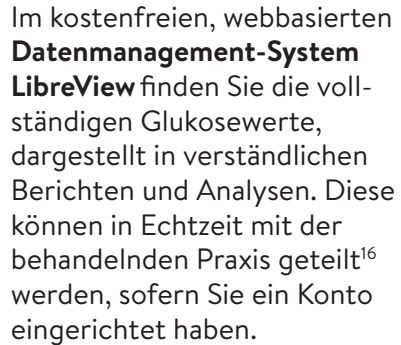 Im kostenfreien, webbasierten
Datenmanagement-System
LibreView finden Sie die voll-
ständigen Glukosewerte,
dargestellt in verständlichen
Berichten und Analysen. Diese
können in Echtzeit mit der
behandelnden Praxis geteilt¹⁶
werden, sofern Sie ein Konto
eingerichtet haben.